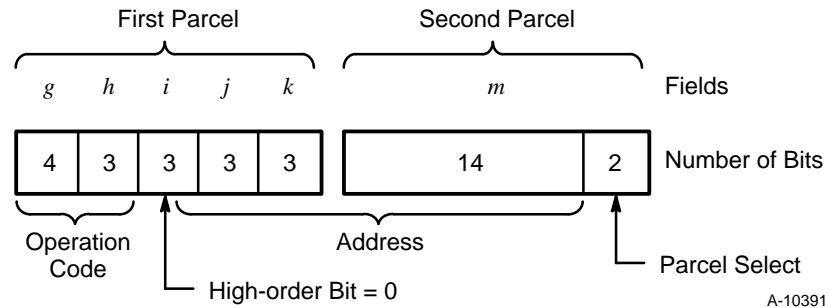 First Parcel Second Parcel
g h i j k m Fields
4 3 3 3 3 14 2 Number of Bits
Operation Code
Address
Parcel Select
High-order Bit = 0
A-10391